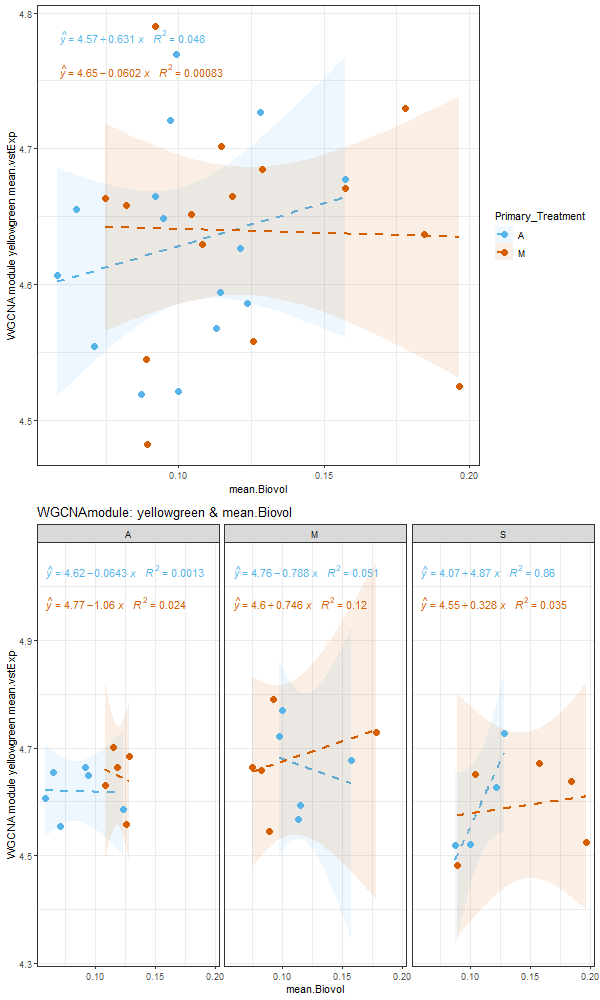 4.8
4.7
4.6
4.5
WGCNA module yellowgreen mean.vstExp
ŷ = 4.57 + 0.631 x R² = 0.048
ŷ = 4.65 − 0.0602 x R² = 0.00083
0.10 0.15 0.20
mean.Biovol
Primary_Treatment
A
M
WGCNAmodule: yellowgreen & mean.Biovol
A M S
ŷ = 4.62 − 0.0643 x R² = 0.0013
ŷ = 4.77 − 1.06 x R² = 0.024
ŷ = 4.76 − 0.788 x R² = 0.051
ŷ = 4.6 + 0.746 x R² = 0.12
ŷ = 4.07 + 4.87 x R² = 0.86
ŷ = 4.55 + 0.328 x R² = 0.035
4.9
4.7
4.5
4.3
WGCNA module yellowgreen mean.vstExp
0.10 0.15 0.20 0.10 0.15 0.20 0.10 0.15 0.20
mean.Biovol